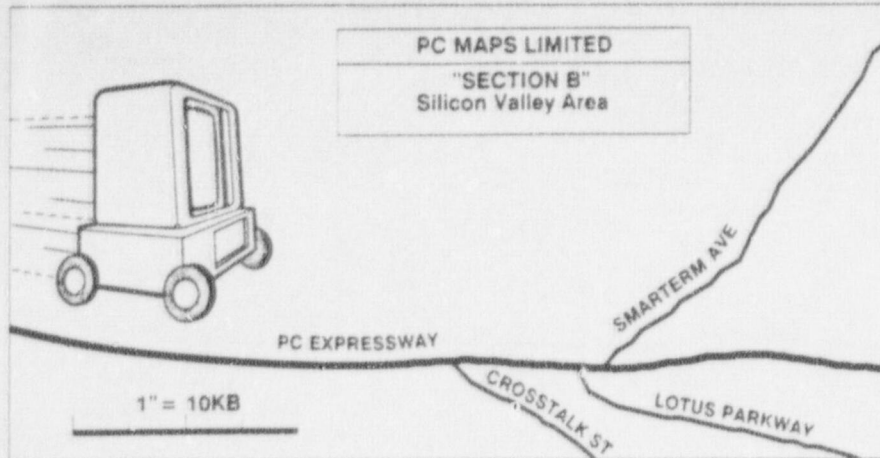 PC MAPS LIMITED
"SECTION B"
Silicon Valley Area
SMARTERM AVE
PC EXPRESSWAY
CROSSTALK ST
LOTUS PARKWAY
1" = 10KB